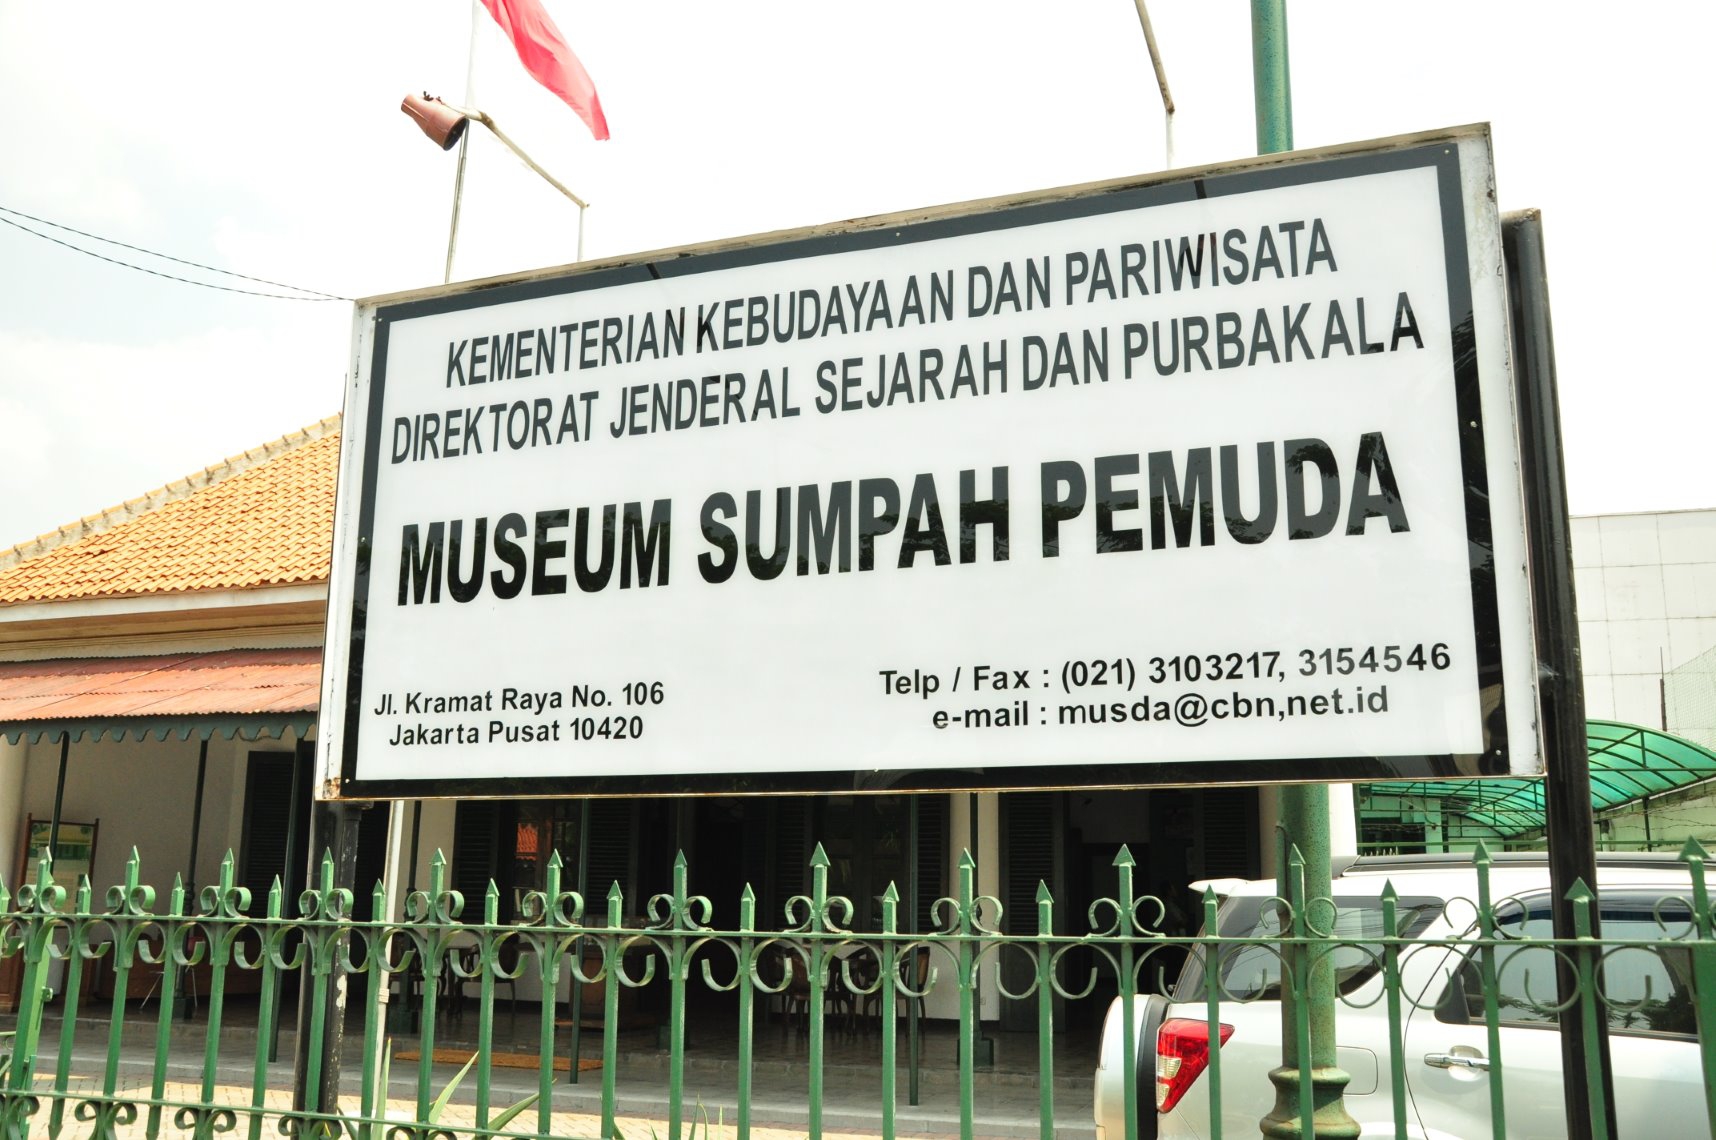 KEMENTERIAN KEBUDAYAAN DAN PARIWISATA
DIREKTORAT JENDERAL SEJARAH DAN PURBAKALA
MUSEUM SUMPAH PEMUDA
Jl. Kramat Raya No. 106
Jakarta Pusat 10420
Telp / Fax : (021) 3103217, 3154546
e-mail : musda@cbn,net.id